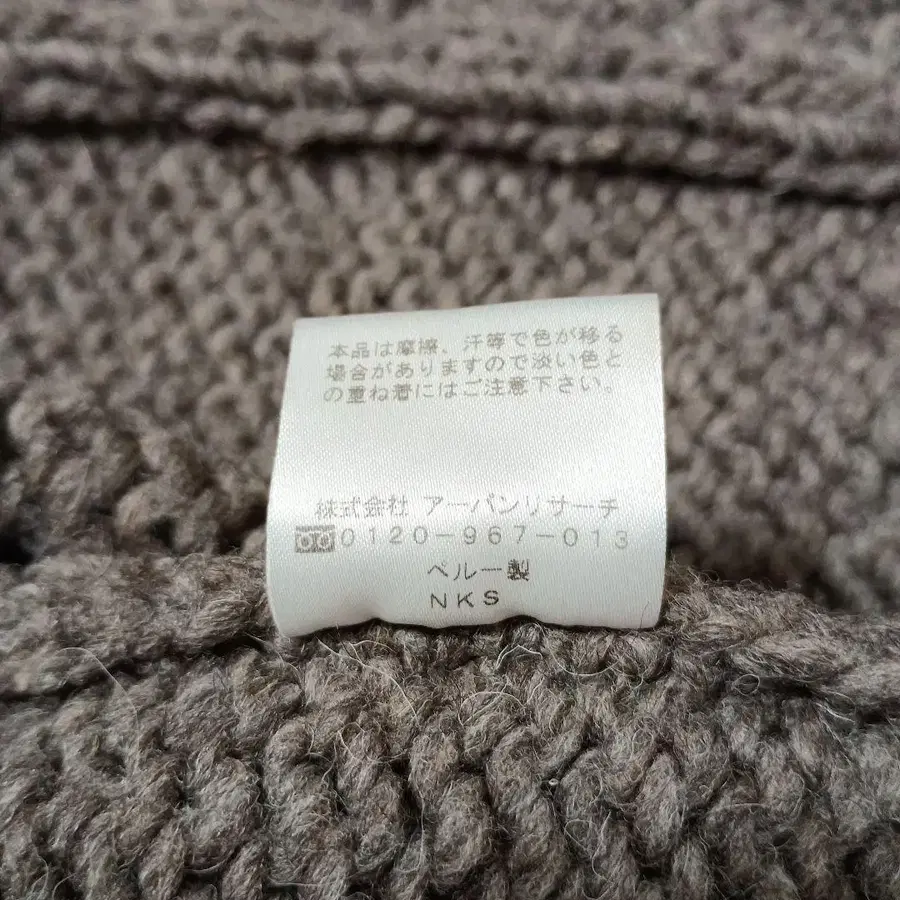 本品は摩擦、汗等で色が移る
場合がありますので淡い色と
の重ね着にはご注意下さい。
株式会社 アーバンリサーチ
0120-967-013
ペルー製
NKS